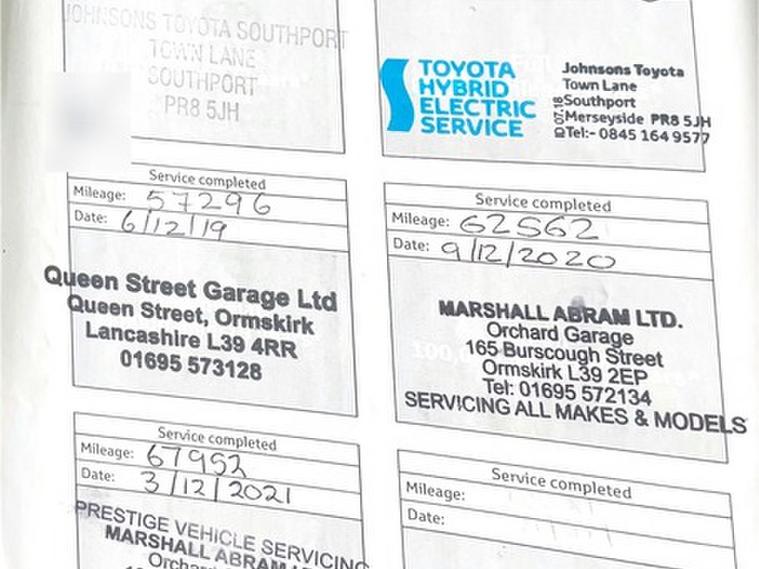 JOHNSONS TOYOTA SOUTHPORT
TOWN LANE
SOUTHPORT
PR8 5JH
TOYOTA
HYBRID
ELECTRIC
SERVICE
Johnsons Toyota
Town Lane
Southport
Merseyside PR8 5JH
Tel:- 0845 164 9577
ID 07.18
Service completed
Mileage: 57296
Date: 6/12/19
Queen Street Garage Ltd
Queen Street, Ormskirk
Lancashire L39 4RR
01695 573128
Service completed
Mileage: 62562
Date: 9/12/2020
MARSHALL ABRAM LTD.
Orchard Garage
165 Burscough Street
Ormskirk L39 2EP
Tel: 01695 572134
SERVICING ALL MAKES & MODELS
Service completed
Mileage: 67952
Date: 3/12/2021
PRESTIGE VEHICLE SERVICING
MARSHALL ABRAM
Service completed
Mileage:
Date: